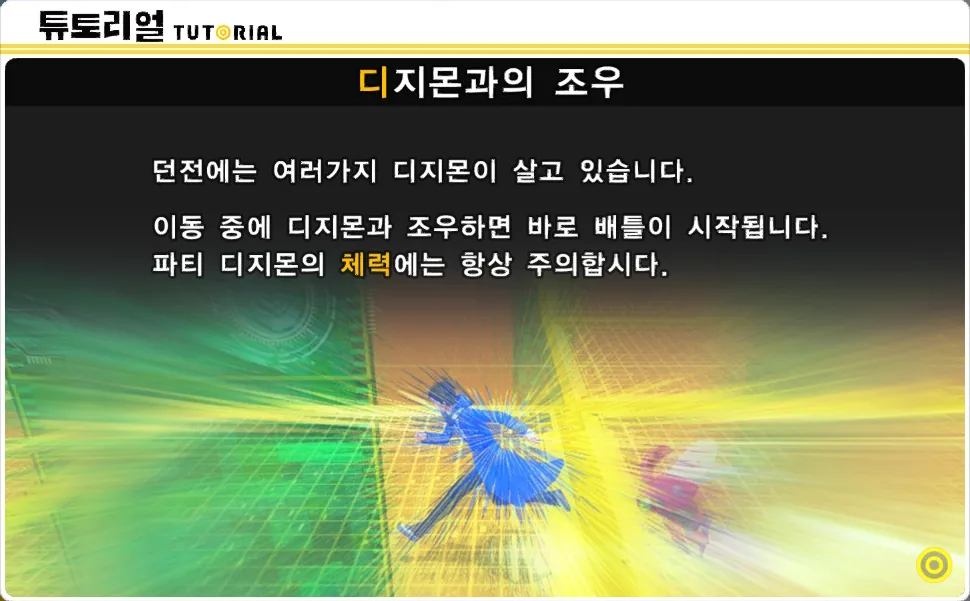 튜토리얼 TUTORIAL
디지몬과의 조우
던전에는 여러가지 디지몬이 살고 있습니다.
이동 중에 디지몬과 조우하면 바로 배틀이 시작됩니다.
파티 디지몬의 체력에는 항상 주의합시다.